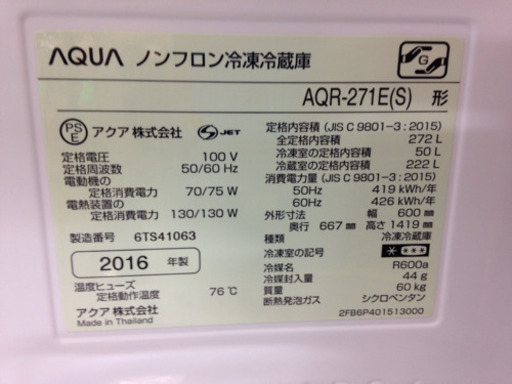 AQUA ノンフロン冷凍冷蔵庫
G
AQR-271E(S) 形
PS
E
アクア株式会社
S JET
定格電圧 100 V
定格周波数 50/60 Hz
電動機の
定格消費電力 70/75 W
電熱装置の
定格消費電力 130/130 W
製造番号 6TS41063
2016 年製
温度ヒューズ
定格動作温度 76℃
アクア株式会社
Made in Thailand
定格内容積 (JIS C 9801-3 : 2015)
全定格内容積 272 L
冷凍室の定格内容積 50 L
冷蔵室の定格内容積 222 L
消費電力量 (JIS C 9801-3 : 2015)
50Hz 419 kWh/年
60Hz 426 kWh/年
外形寸法 幅 600 ㎜
奥行 667 ㎜ 高さ 1419 ㎜
種類 冷凍冷蔵庫
冷凍室の記号
冷媒名 R600a
冷媒封入量 44 g
質量 60 kg
断熱発泡ガス シクロペンタン
2FB6P401513000